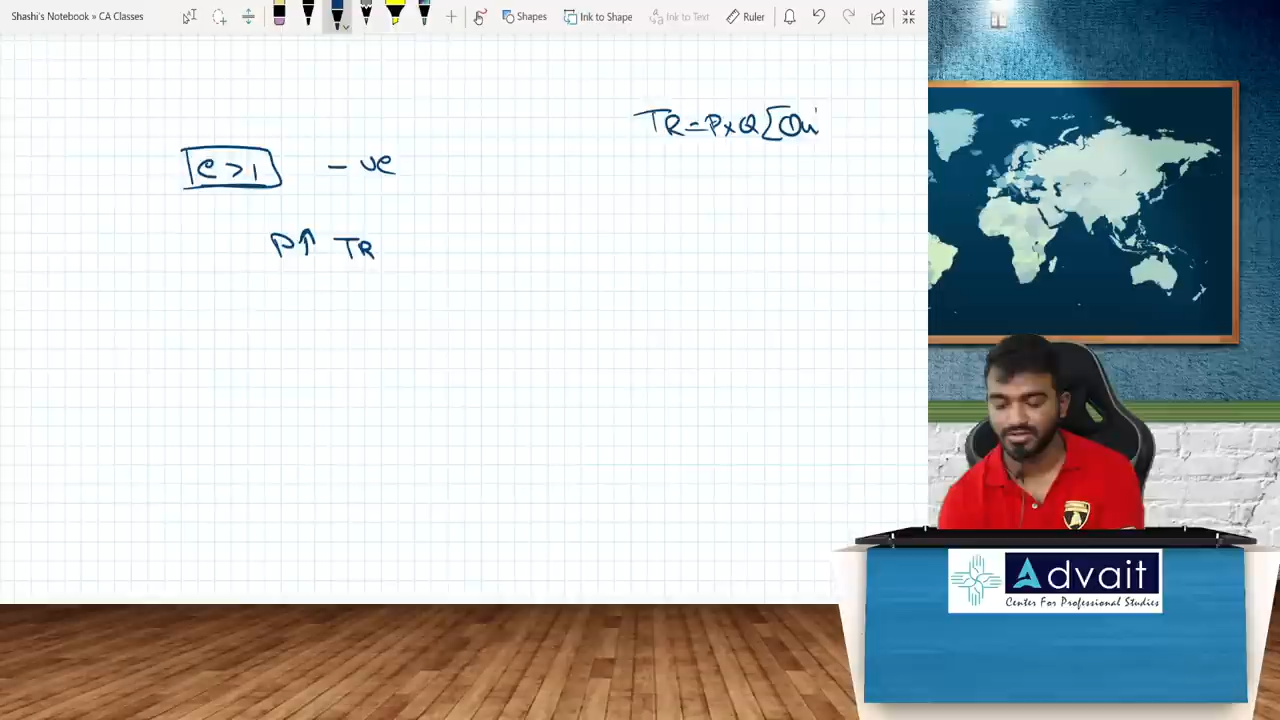 Shashi's Notebook » CA Classes
Shapes
Ink to Shape
Ink to Text
Ruler
TR = P x Q [Qu
e > 1 - ve
P↑ TR
Advait
Center For Professional Studies